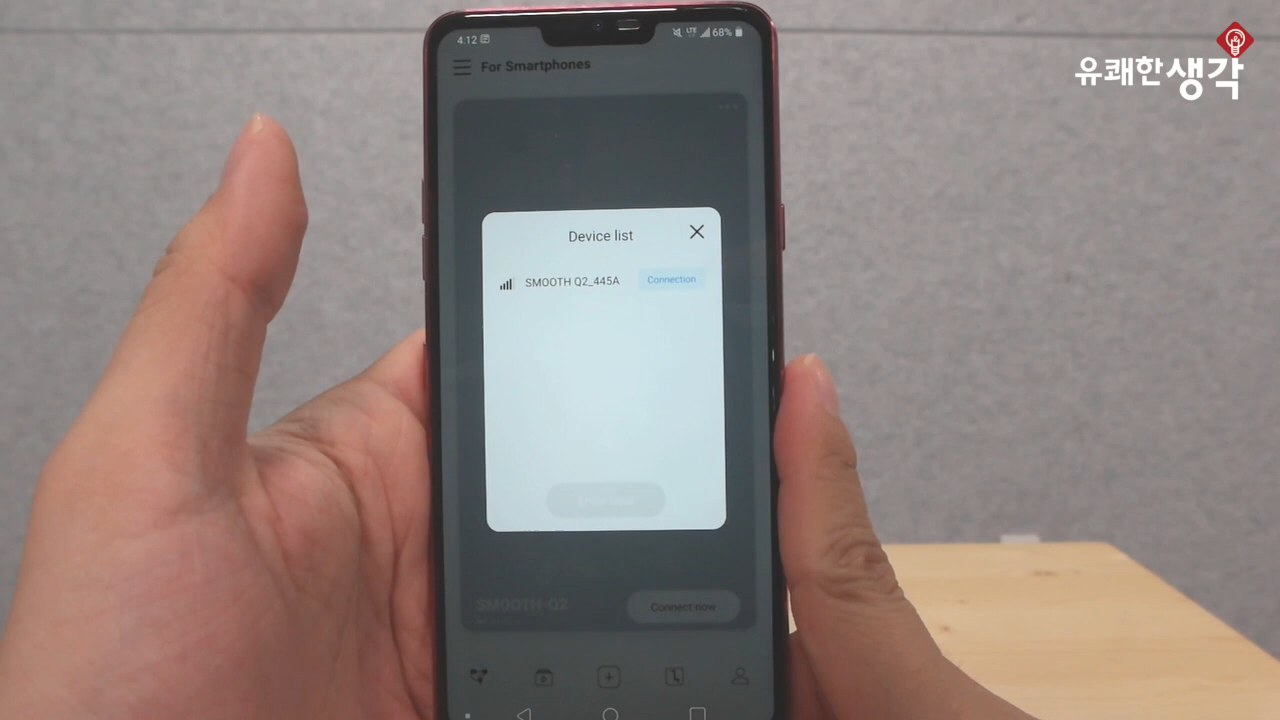 유쾌한생각
4.12
LTE
68%
For Smartphones
Device list
SMOOTH Q2_445A
Connection
SMOOTH-Q2
Connect now